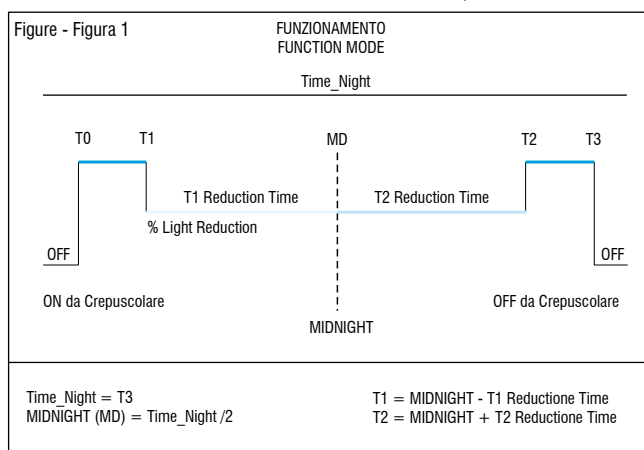 Figure - Figura 1
FUNZIONAMENTO
FUNCTION MODE
Time_Night
T0 T1 MD T2 T3
T1 Reduction Time T2 Reduction Time
% Light Reduction
OFF OFF
ON da Crepuscolare OFF da Crepuscolare
MIDNIGHT
Time_Night = T3 T1 = MIDNIGHT - T1 Reductione Time
MIDNIGHT (MD) = Time_Night /2 T2 = MIDNIGHT + T2 Reductione Time